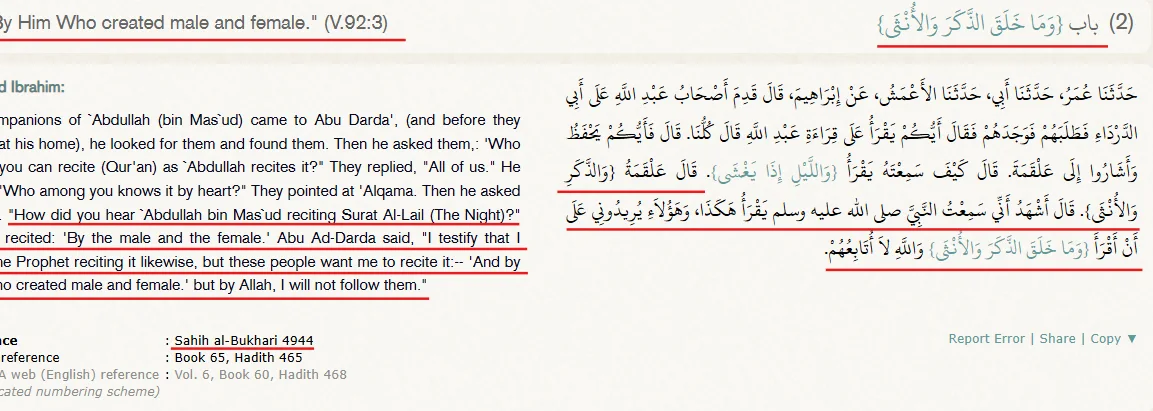 By Him Who created male and female." (V.92:3)
(2) باب {وَمَا خَلَقَ الذَّكَرَ وَالأُنْثَى}
d Ibrahim:
mpanions of `Abdullah (bin Mas`ud) came to Abu Darda', (and before they
at his home), he looked for them and found them. Then he asked them,: 'Who
you can recite (Qur'an) as `Abdullah recites it?" They replied, "All of us." He
"Who among you knows it by heart?" They pointed at 'Alqama. Then he asked
. "How did you hear `Abdullah bin Mas`ud reciting Surat Al-Lail (The Night)?"
recited: 'By the male and the female.' Abu Ad-Darda said, "I testify that I
ne Prophet reciting it likewise, but these people want me to recite it:-- 'And by
ho created male and female.' but by Allah, I will not follow them."
حَدَّثَنَا عُمَرُ، حَدَّثَنَا أَبِي، حَدَّثَنَا الأَعْمَشُ، عَنْ إِبْرَاهِيمَ، قَالَ قَدِمَ أَصْحَابُ عَبْدِ اللَّهِ عَلَى أَبِي
الدَّرْدَاءِ فَطَلَبَهُمْ فَوَجَدَهُمْ فَقَالَ أَيُّكُمْ يَقْرَأُ عَلَى قِرَاءَةِ عَبْدِ اللَّهِ قَالَ كُلُّنَا. قَالَ فَأَيُّكُمْ يَحْفَظُ
وَأَشَارُوا إِلَى عَلْقَمَةَ. قَالَ كَيْفَ سَمِعْتَهُ يَقْرَأُ {وَاللَّيْلِ إِذَا يَغْشَى}. قَالَ عَلْقَمَةُ {وَالذَّكَرِ
وَالأُنْثَى}. قَالَ أَشْهَدُ أَنِّي سَمِعْتُ النَّبِيَّ صلى الله عليه وسلم يَقْرَأُ هَكَذَا، وَهَؤُلاَءِ يُرِيدُونِي عَلَى
أَنْ أَقْرَأَ {وَمَا خَلَقَ الذَّكَرَ وَالأُنْثَى} وَاللَّهِ لاَ أُتَابِعُهُمْ.
nce : Sahih al-Bukhari 4944
reference : Book 65, Hadith 465
A web (English) reference : Vol. 6, Book 60, Hadith 468
cated numbering scheme)
Report Error | Share | Copy ▼